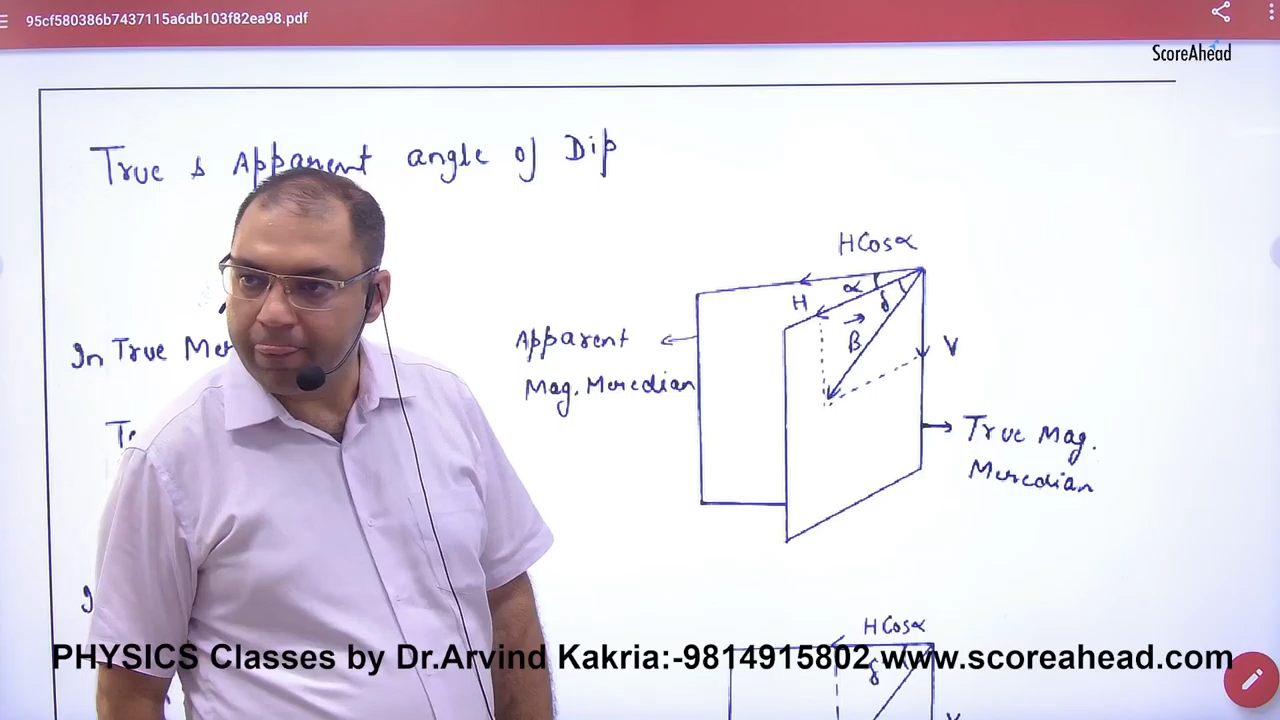 95cf580386b7437115a6db103f82ea98.pdf
ScoreAhead
True & Apparent angle of Dip
HCosα
α
δ
H
B
V
Apparent
Mag. Meredian
In True
True Mag.
Meredian
HCosα
PHYSICS Classes by Dr.Arvind Kakria:-9814915802 www.scoreahead.com
δ
V